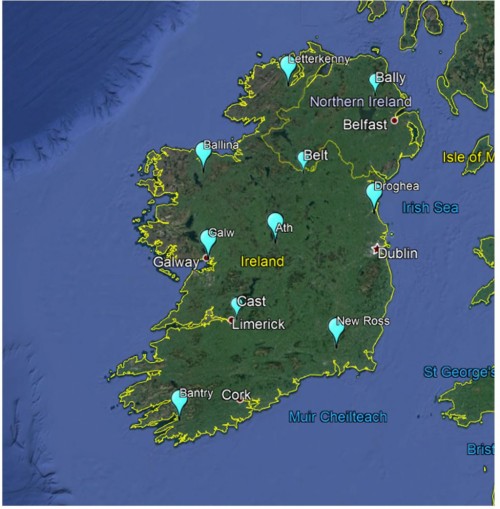 Letterkenny
Bally
Northern Ireland
Belfast
Ballina
Belt
Isle of M
Droghea
Irish Sea
Galw
Ath
Galway
Ireland
Dublin
Cast
Limerick
New Ross
St George's
Bantry
Cork
Muir Cheilteach
Brist